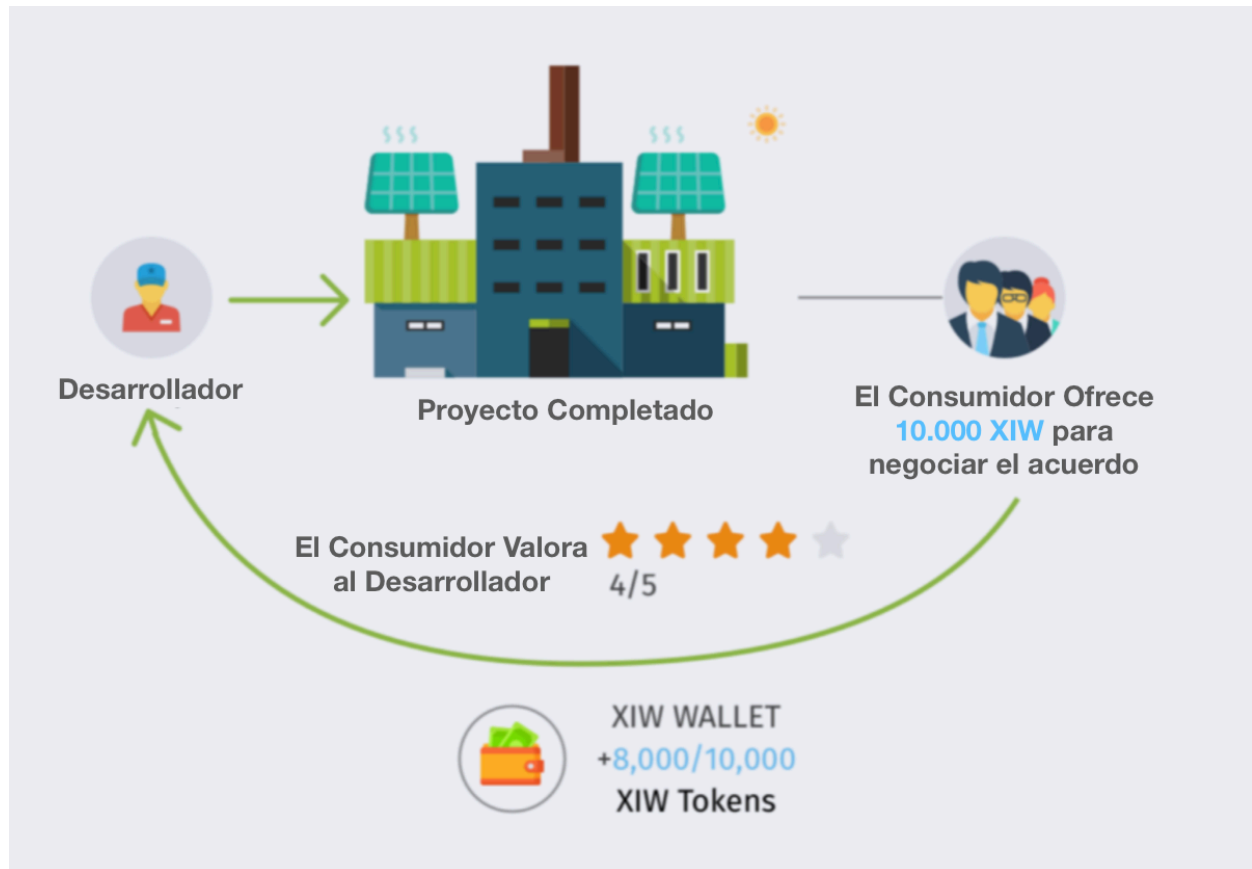 Desarrollador
Proyecto Completado
El Consumidor Ofrece
10.000 XIW para
negociar el acuerdo
El Consumidor Valora
al Desarrollador
4/5
XIW WALLET
+8,000/10,000
XIW Tokens